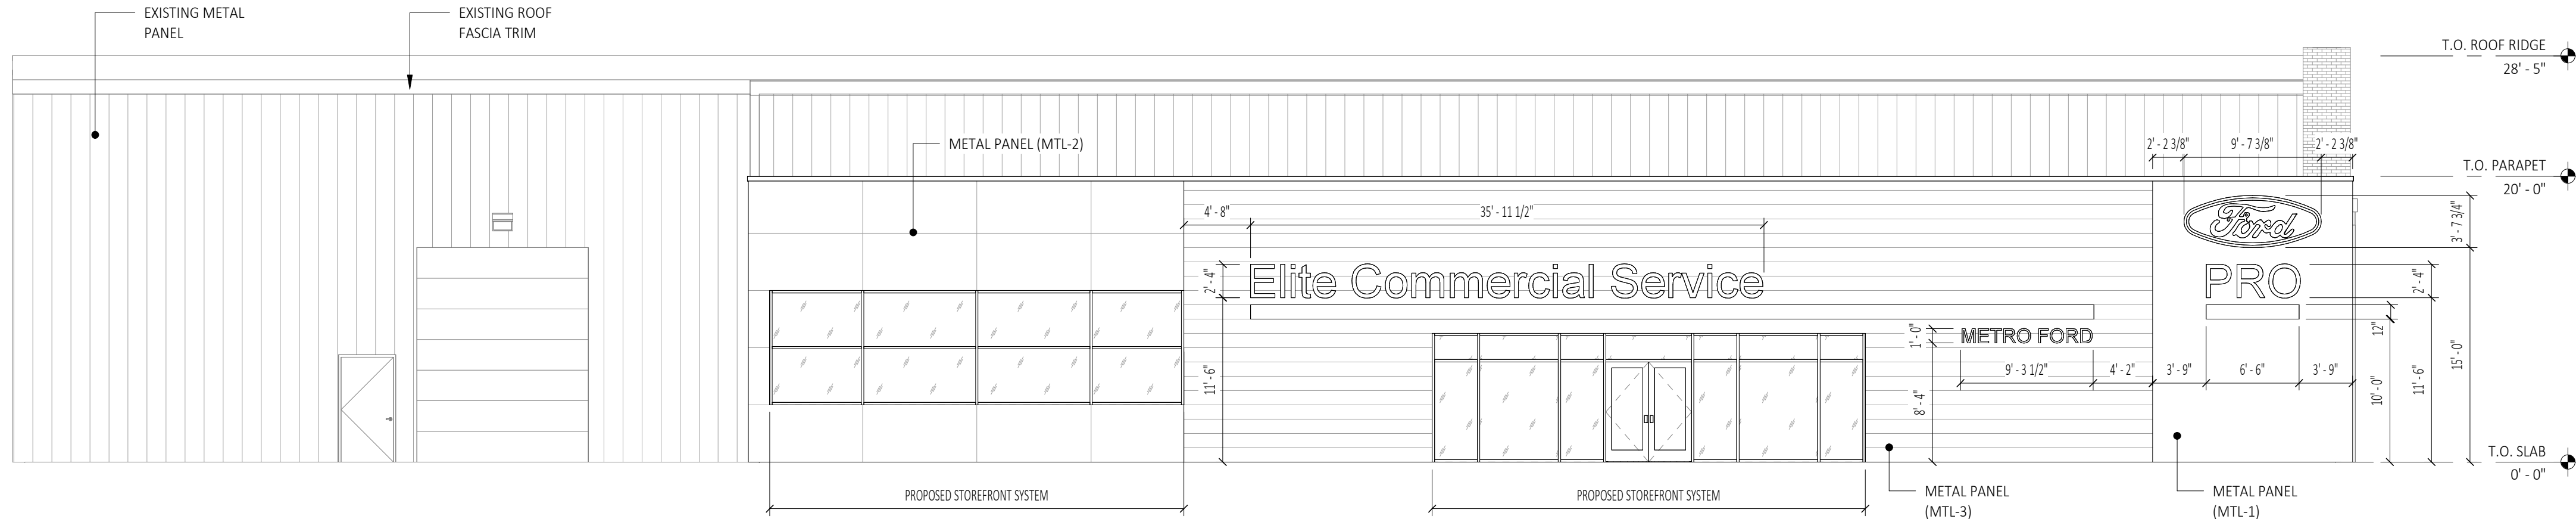 EXISTING METAL
PANEL
EXISTING ROOF
FASCIA TRIM
T.O. ROOF RIDGE
28' - 5"
METAL PANEL (MTL-2)
2' - 2 3/8"
9' - 7 3/8"
2' - 2 3/8"
T.O. PARAPET
20' - 0"
4' - 8"
35' - 11 1/2"
Ford
3' - 7 3/4"
2' - 4"
Elite Commercial Service
PRO
2' - 4"
1' - 0"
METRO FORD
12"
11' - 6"
8' - 4"
9' - 3 1/2"
4' - 2"
3' - 9"
6' - 6"
3' - 9"
10' - 0"
11' - 6"
15' - 0"
T.O. SLAB
0' - 0"
PROPOSED STOREFRONT SYSTEM
PROPOSED STOREFRONT SYSTEM
METAL PANEL
(MTL-3)
METAL PANEL
(MTL-1)